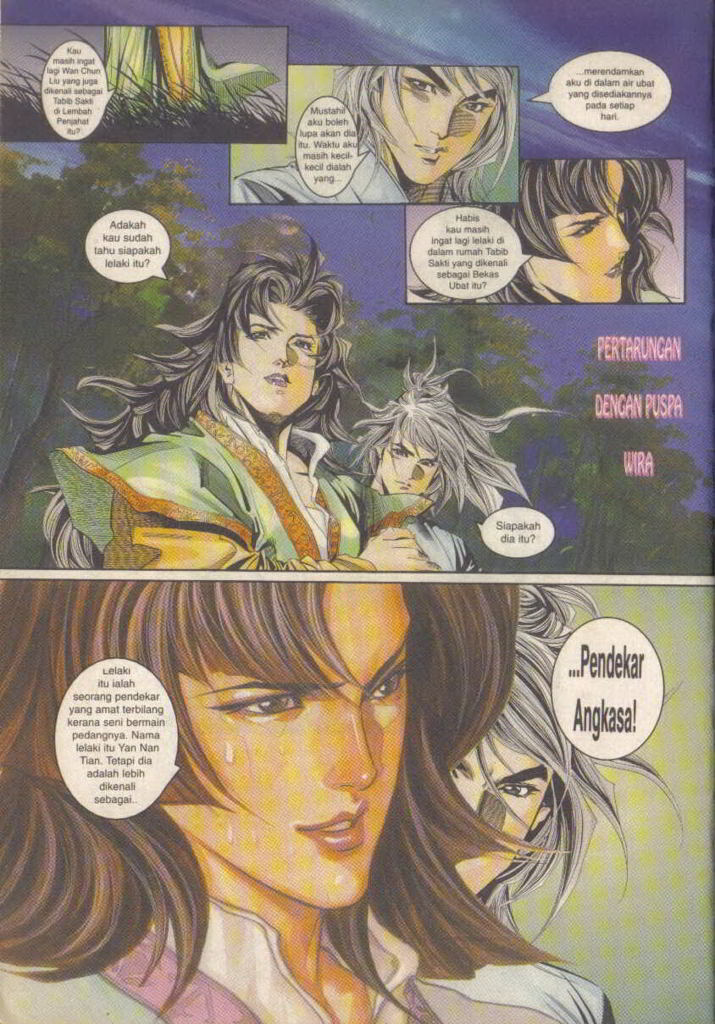 Kau
masih ingat
lagi Wan Chun
Liu yang juga
dikenali sebagai
Tabib Sakti
di Lembah
Penjahat
itu?
Mustahil
aku boleh
lupa akan dia
itu. Waktu aku
masih kecil-
kecil dialah
yang...
...merendamkan
aku di dalam air ubat
yang disediakannya
pada setiap
hari.
Habis
kau masih
ingat lagi lelaki di
dalam rumah Tabib
Sakti yang dikenali
sebagai Bekas
Ubat itu?
Adakah
kau sudah
tahu siapakah
lelaki itu?
PERTARUNGAN
DENGAN PUSPA
WIRA
Siapakah
dia itu?
Lelaki
itu ialah
seorang pendekar
yang amat terbilang
kerana seni bermain
pedangnya. Nama
lelaki itu Yan Nan
Tian. Tetapi dia
adalah lebih
dikenali
sebagai..
...Pendekar
Angkasa!